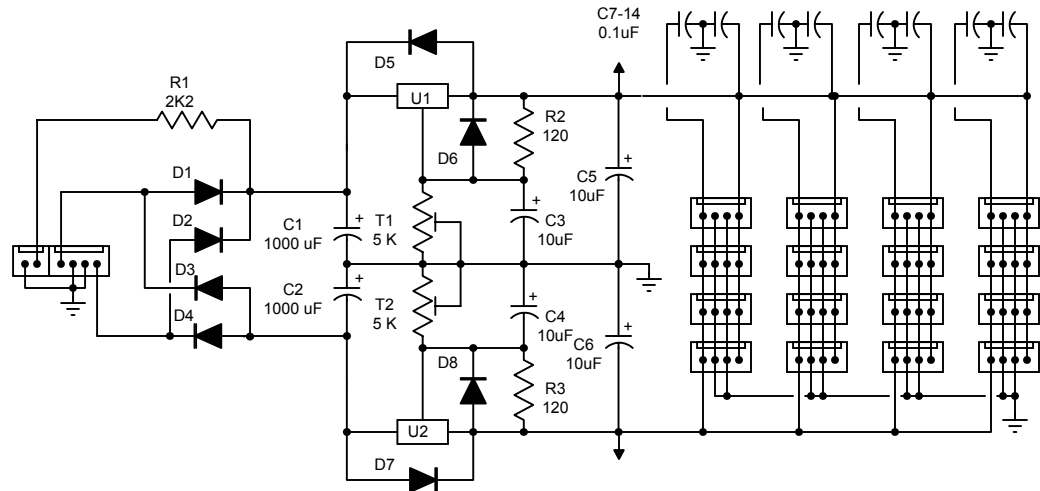 C7-14
0.1uF
D5
R1
2K2
U1
R2
120
D6
D1
C5
10uF
D2
C1
1000 uF
T1
5 K
+
C3
10uF
+
+
D3
C2
1000 uF
T2
5 K
+
C4
10uF
+
+
D4
C6
10uF
D8
R3
120
U2
D7